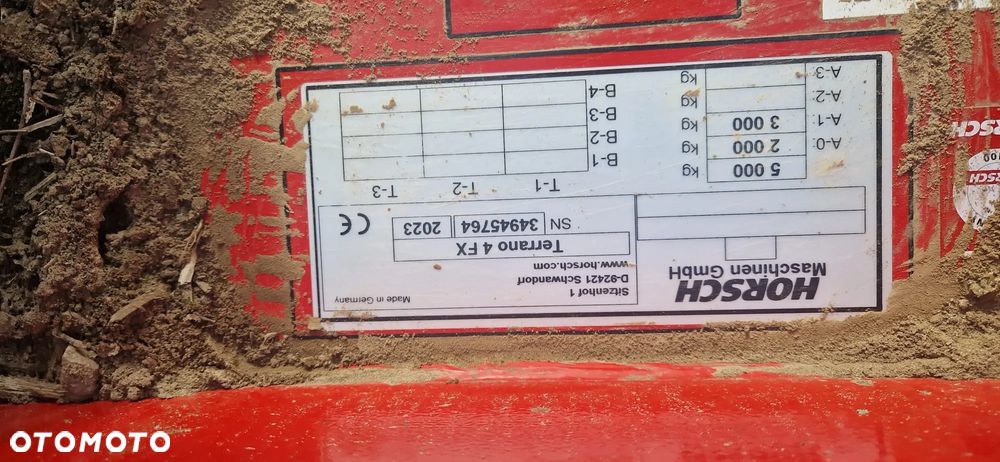 HORSCH
Maschinen GmbH
Sitzenhof 1
D-92421 Schwandorf
www.horsch.com
Made in Germany
Terrano 4 FX
SN 34945764 2023
CE
5 000 kg
A-0: 2 000 kg
A-1: 3 000 kg
A-2: kg
A-3: kg
T-1 T-2 T-3
B-1
B-2
B-3
B-4
HORSCH
OTOMOTO